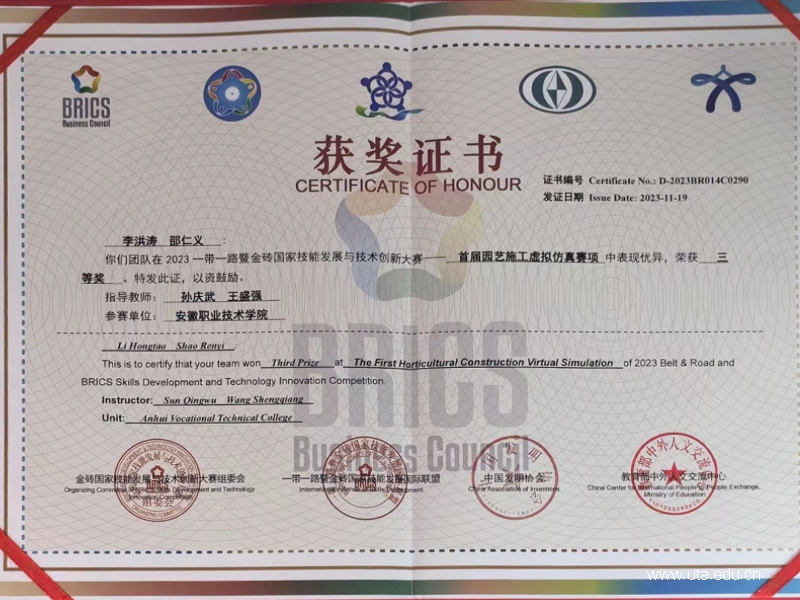 BRICS
Business Council
获奖证书
CERTIFICATE OF HONOUR
证书编号 Certificate No.: D-2023BR014C0290
发证日期 Issue Date: 2023-11-19
李洪涛 邵仁义 :
你们团队在 2023 一带一路暨金砖国家技能发展与技术创新大赛—— 首届园艺施工虚拟仿真赛项 中表现优异，荣获 三
等奖 。特发此证，以资鼓励。
指导教师： 孙庆武 王盛强
参赛单位： 安徽职业技术学院
BRICS
Business Council
Li Hongtao Shao Renyi :
This is to certify that your team won Third Prize at The First Horticultural Construction Virtual Simulation of 2023 Belt & Road and
BRICS Skills Development and Technology Innovation Competition.
Instructor: Sun Qingwu Wang Shengqiang
Unit: Anhui Vocational Technical College
金砖国家技能发展与技术创新大赛组委会
Organizing Committee Skills Development and Technology
Innovation
一带一路暨金砖国家技能发展国际联盟
International
中国发明协会
China Association of Inventions
教育部中外人文交流中心
China Center for International People-to-People Exchange,
Ministry of Education
www.uta.edu.cn